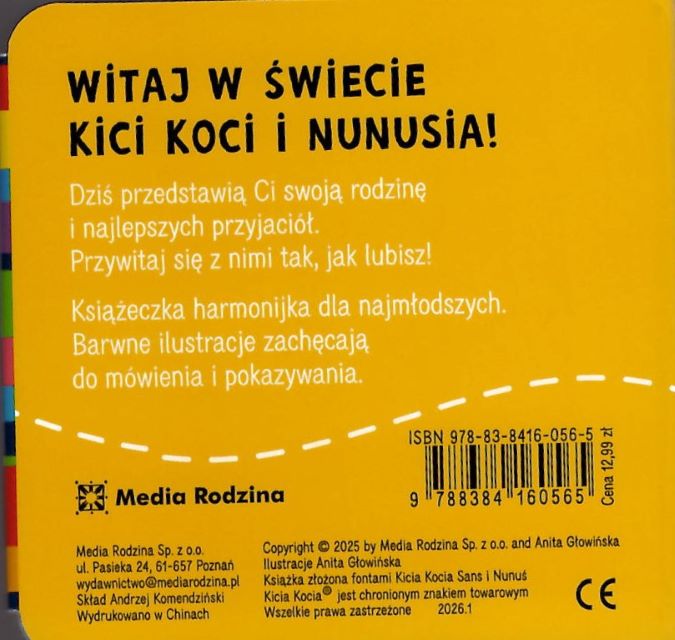 WiTAJ W ŚWiECiE
KiCi KOCi i NUNUSiA!
Dziś przedstawią Ci swoją rodzinę
i najlepszych przyjaciół.
Przywitaj się z nimi tak, jak lubisz!
Książeczka harmonijka dla najmłodszych.
Barwne ilustracje zachęcają
do mówienia i pokazywania.
ISBN 978-83-8416-056-5
9 788384 160565
Cena 12,99 zł
Media Rodzina
Media Rodzina Sp. z o.o.
ul. Pasieka 24, 61-657 Poznań
wydawnictwo@mediarodzina.pl
Skład Andrzej Komendziński
Wydrukowano w Chinach
Copyright © 2025 by Media Rodzina Sp. z o.o. and Anita Głowińska
Ilustracje Anita Głowińska
Książka złożona fontami Kicia Kocia Sans i Nunuś
Kicia Kocia® jest chronionym znakiem towarowym
Wszelkie prawa zastrzeżone 2026.1
CE